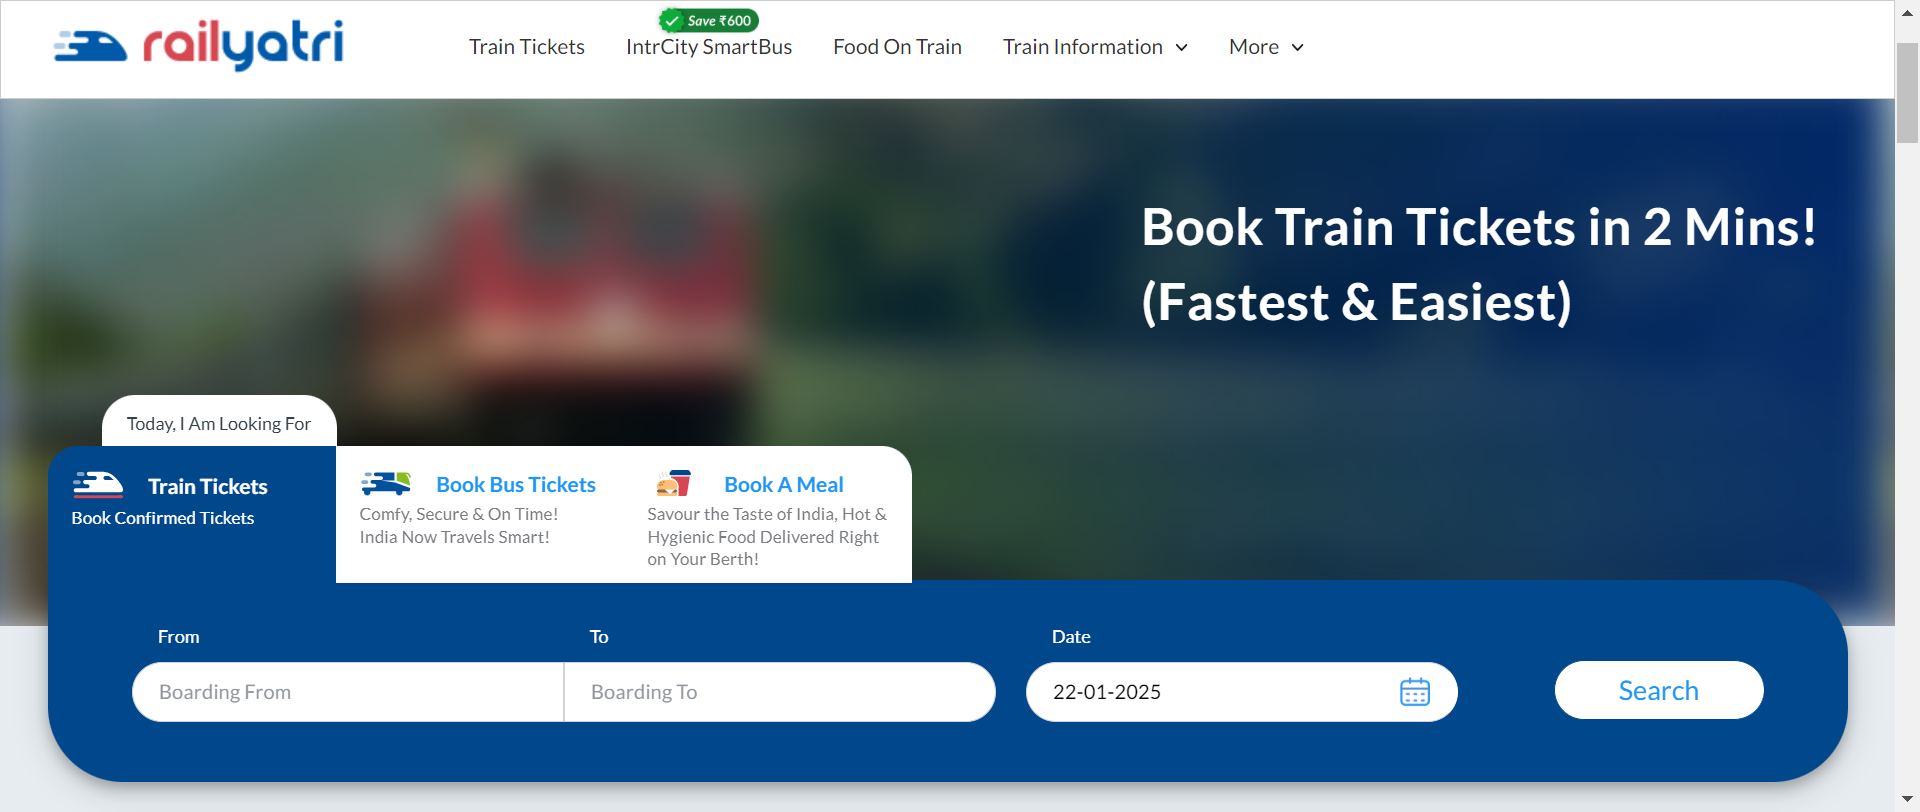 railyatri
Save ₹600
Train Tickets
IntrCity SmartBus
Food On Train
Train Information
More
Book Train Tickets in 2 Mins!
(Fastest & Easiest)
Today, I Am Looking For
Train Tickets
Book Confirmed Tickets
Book Bus Tickets
Comfy, Secure & On Time!
India Now Travels Smart!
Book A Meal
Savour the Taste of India, Hot &
Hygienic Food Delivered Right
on Your Berth!
From
Boarding From
To
Boarding To
Date
22-01-2025
Search